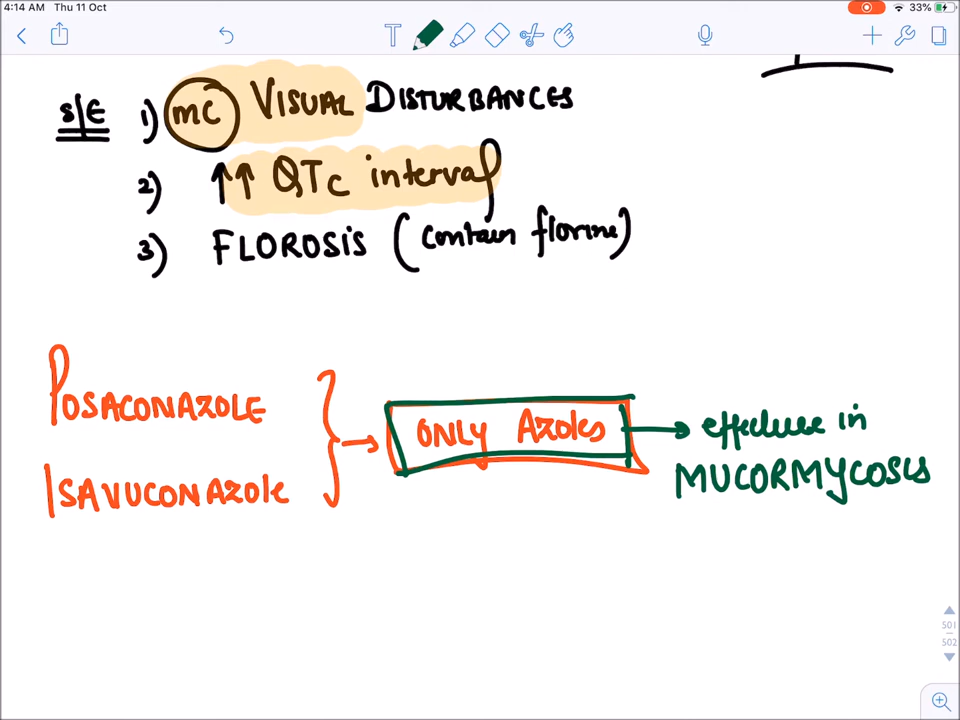 4:14 AM Thu 11 Oct 33%
T
S/E 1) MC VISUAL DISTURBANCES
2) ↑↑ QTc interval
3) FLOROSIS (contain florine)
POSACONAZOLE
ISAVUCONAZOLE
ONLY AZOLES → effective in
MUCORMYCOSIS
501
502